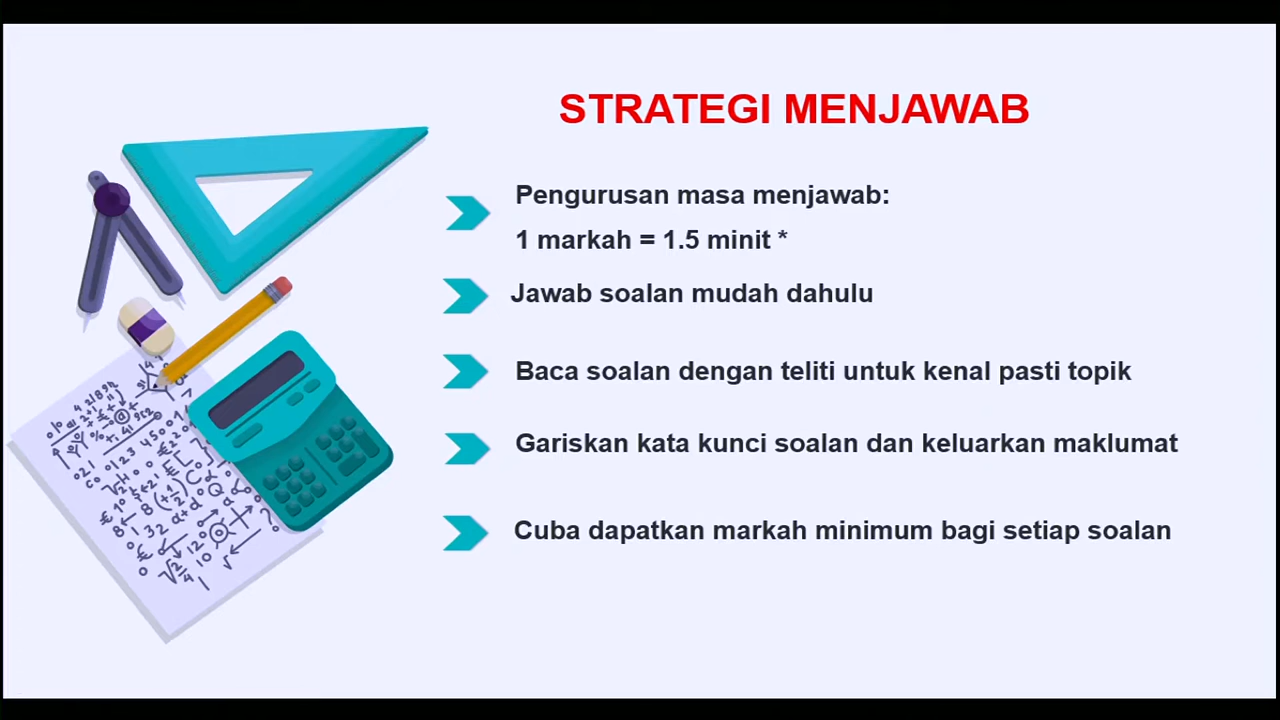 STRATEGI MENJAWAB
Pengurusan masa menjawab:
1 markah = 1.5 minit *
Jawab soalan mudah dahulu
Baca soalan dengan teliti untuk kenal pasti topik
Gariskan kata kunci soalan dan keluarkan maklumat
Cuba dapatkan markah minimum bagi setiap soalan